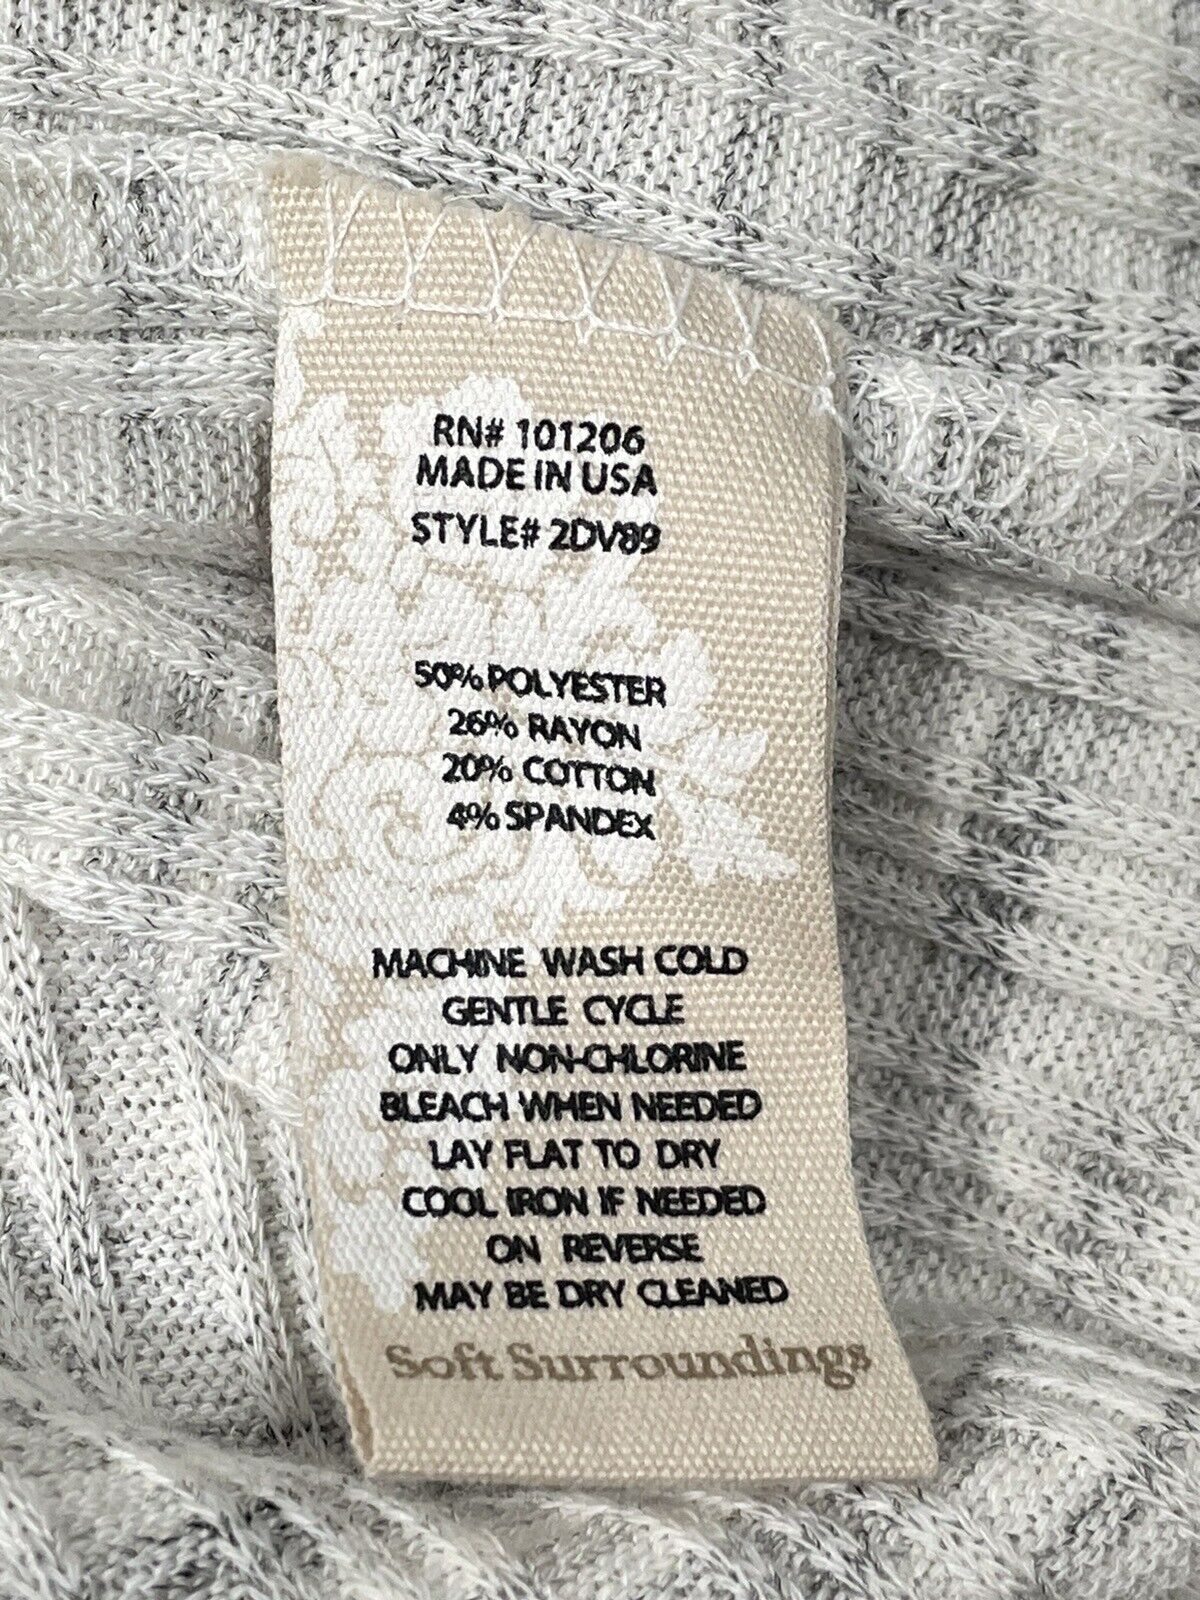 RN# 101206
MADE IN USA
STYLE# 2DV89
50% POLYESTER
26% RAYON
20% COTTON
4% SPANDEX
MACHINE WASH COLD
GENTLE CYCLE
ONLY NON-CHLORINE
BLEACH WHEN NEEDED
LAY FLAT TO DRY
COOL IRON IF NEEDED
ON REVERSE
MAY BE DRY CLEANED
Soft Surroundings